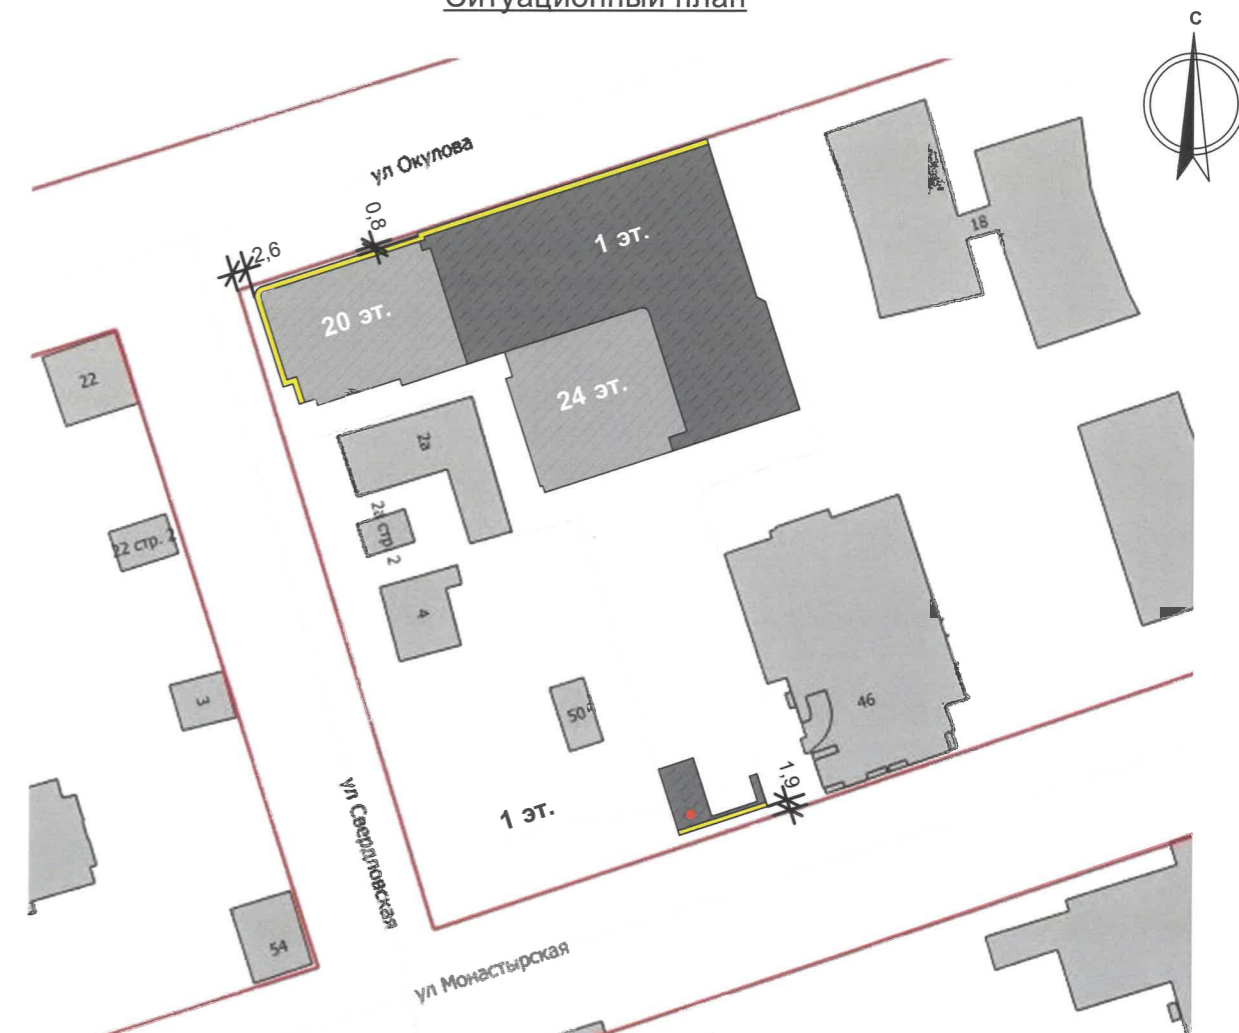 Ситуационный план
С
ул Окулова
0,8
2,6
1 эт.
18
20 эт.
22
24 эт.
2а
2а стр. 2
22 стр. 2
4
3
50
46
1,9
1 эт.
ул Свердловская
54
ул Монастырская